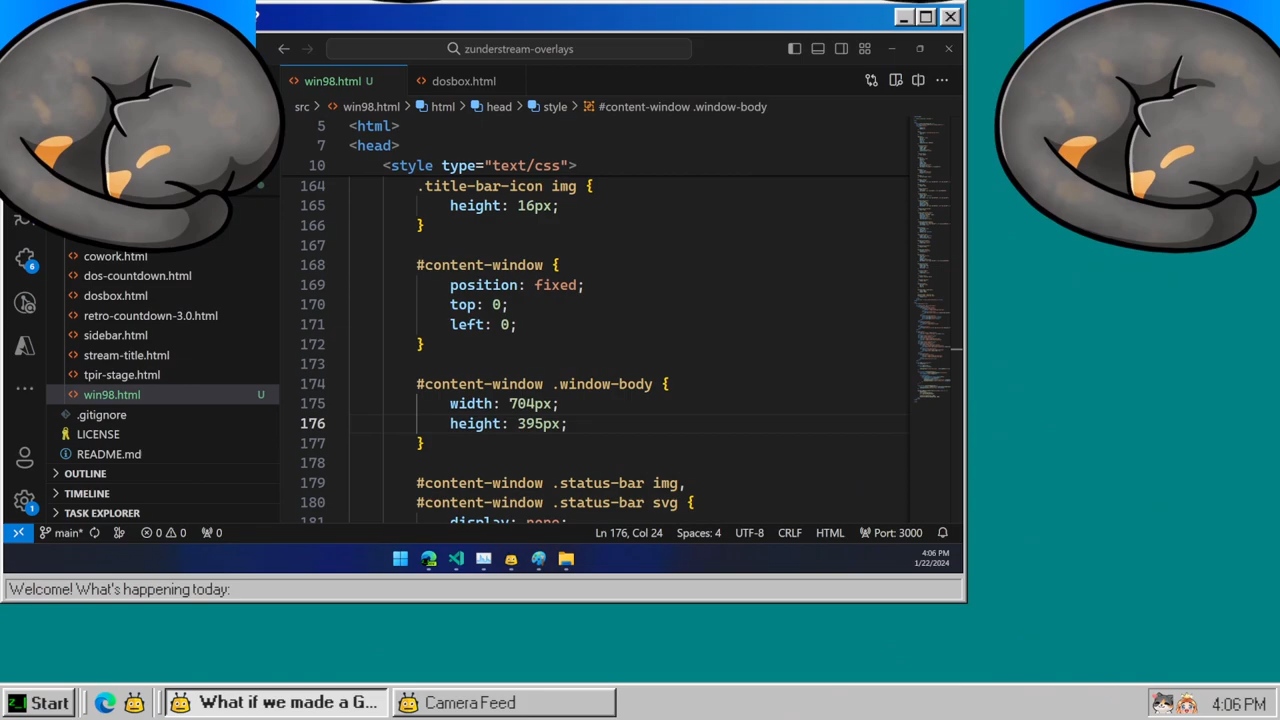 ?
zunderstream-overlays
win98.html U
dosbox.html
src > win98.html > html > head > style > #content-window .window-body
5 <html>
7 <head>
10 <style type="text/css">
164 .title-bar-icon img {
165 height: 16px;
166 }
167
168 #content-window {
169 position: fixed;
170 top: 0;
171 left: 0;
172 }
173
174 #content-window .window-body {
175 width: 704px;
176 height: 395px;
177 }
178
179 #content-window .status-bar img,
180 #content-window .status-bar svg {
181 display: none;
cowork.html
dos-countdown.html
dosbox.html
retro-countdown-3.0.html
sidebar.html
stream-title.html
tpir-stage.html
win98.html U
.gitignore
LICENSE
README.md
OUTLINE
TIMELINE
TASK EXPLORER
6
1
main* 0 0 0
Ln 176, Col 24 Spaces: 4 UTF-8 CRLF HTML Port: 3000
4:06 PM
1/22/2024
Welcome! What's happening today:
Start
What if we made a G...
Camera Feed
4:06 PM